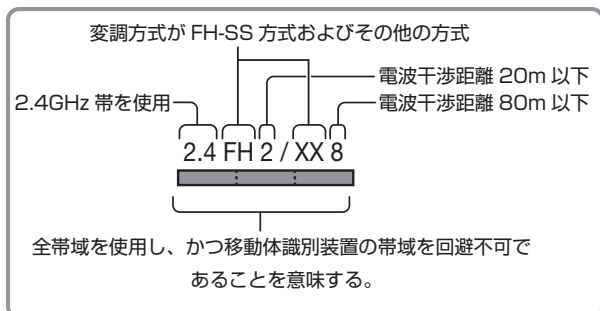 変調方式が FH-SS 方式およびその他の方式
電波干渉距離 20m 以下
2.4GHz 帯を使用
電波干渉距離 80m 以下
2.4 FH 2 / XX 8
全帯域を使用し、かつ移動体識別装置の帯域を回避不可で
あることを意味する。